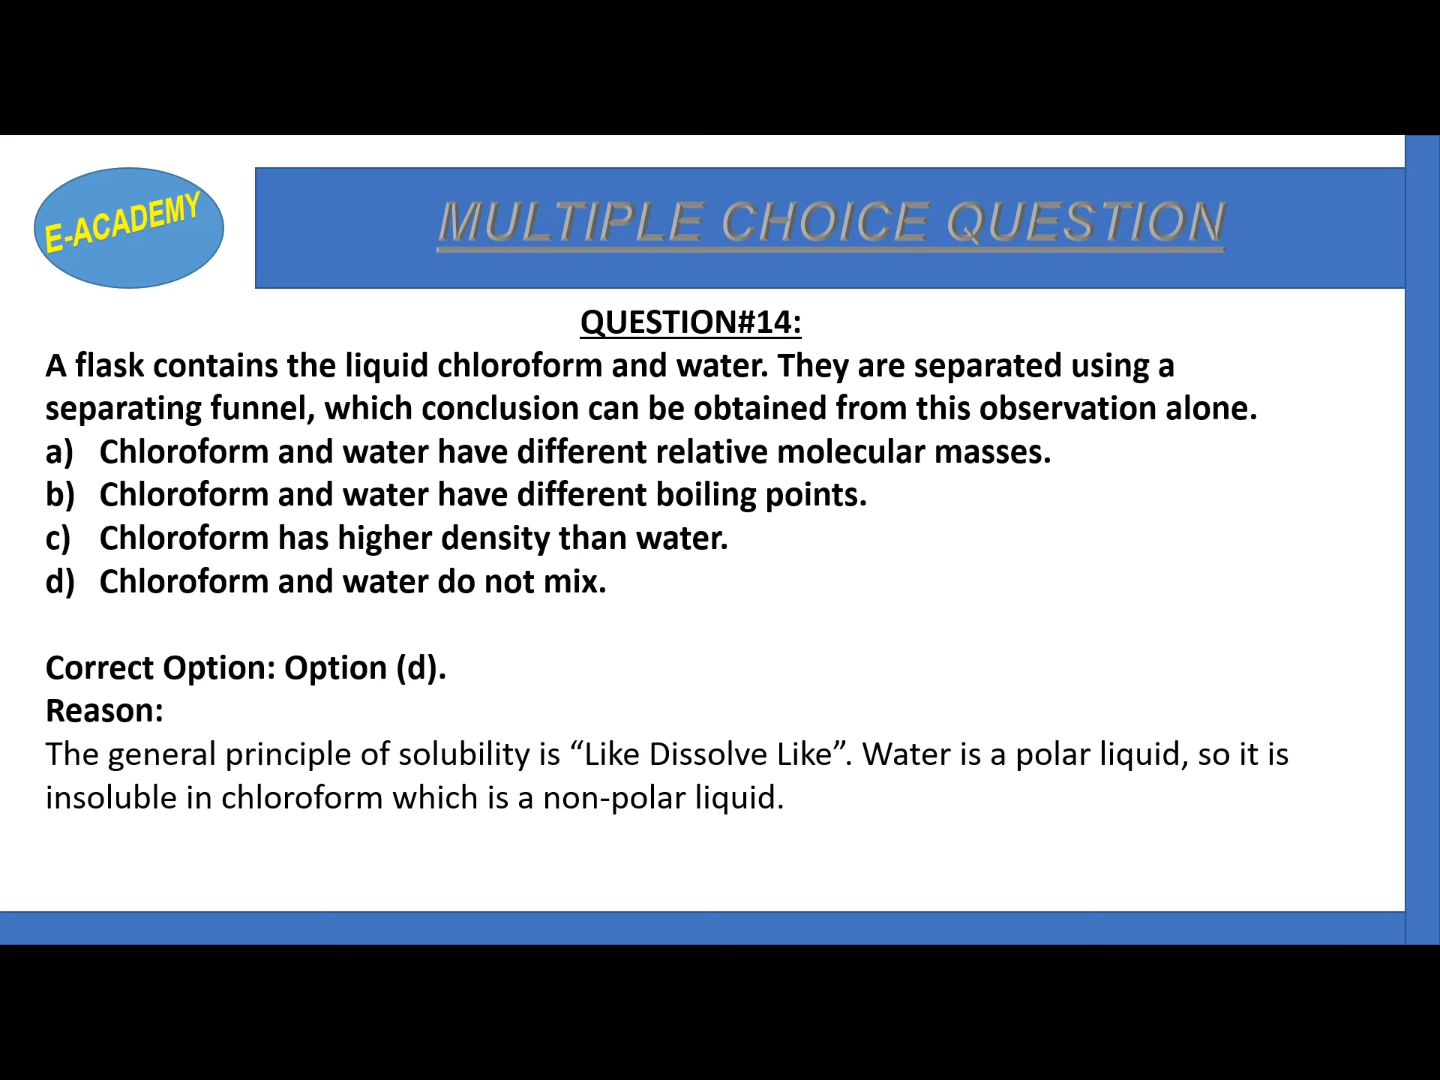 E-ACADEMY
MULTIPLE CHOICE QUESTION
QUESTION#14:
A flask contains the liquid chloroform and water. They are separated using a
separating funnel, which conclusion can be obtained from this observation alone.
a) Chloroform and water have different relative molecular masses.
b) Chloroform and water have different boiling points.
c) Chloroform has higher density than water.
d) Chloroform and water do not mix.
Correct Option: Option (d).
Reason:
The general principle of solubility is “Like Dissolve Like”. Water is a polar liquid, so it is
insoluble in chloroform which is a non-polar liquid.